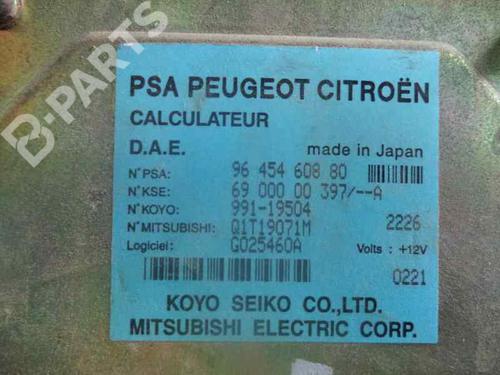 B-PARTS
PSA PEUGEOT CITROËN
CALCULATEUR
D.A.E. made in Japan
N°PSA: 96 454 608 80
N°KSE: 69 000 00 397/--A
N°KOYO: 991-19504
N°MITSUBISHI: Q1T19071M 2226
Logiciel: G025460A Volts : +12V
0221
KOYO SEIKO CO.,LTD.
MITSUBISHI ELECTRIC CORP.
B-PARTS